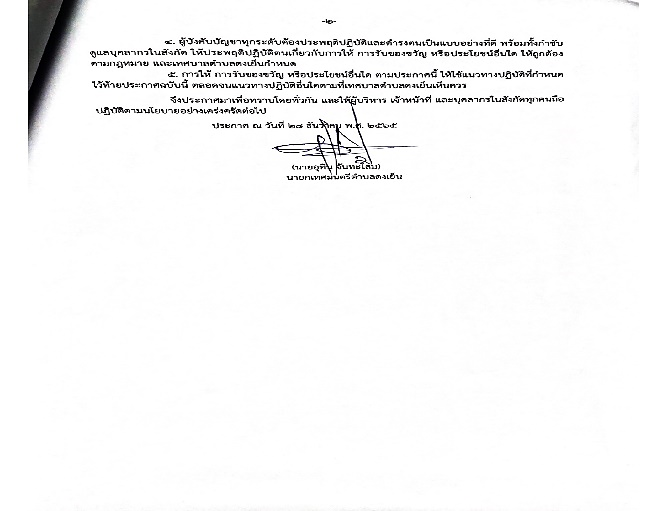 -๒-
๔. ผู้บังคับบัญชาทุกระดับต้องประพฤติปฏิบัติและดำรงตนเป็นแบบอย่างที่ดี พร้อมทั้งกำชับ
ดูแลบุคลากรในสังกัด ให้ประพฤติปฏิบัติตนเกี่ยวกับการให้ การรับของขวัญ หรือประโยชน์อื่นใด ให้ถูกต้อง
ตามกฎหมาย และเทศบาลตำบลดงเย็นกำหนด
๕. การให้ การรับของขวัญ หรือประโยชน์อื่นใด ตามประกาศนี้ ให้ใช้แนวทางปฏิบัติที่กำหนด
ไว้ท้ายประกาศฉบับนี้ ตลอดจนแนวทางปฏิบัติอื่นใดตามที่เทศบาลตำบลดงเย็นเห็นควร
จึงประกาศมาเพื่อทราบโดยทั่วกัน และให้ผู้บริหาร เจ้าหน้าที่ และบุคลากรในสังกัดทุกคนถือ
ปฏิบัติตามนโยบายอย่างเคร่งครัดต่อไป
ประกาศ ณ วันที่ ๒๘ ธันวาคม พ.ศ. ๒๕๖๕
นายกเทศมนตรีตำบลดงเย็น